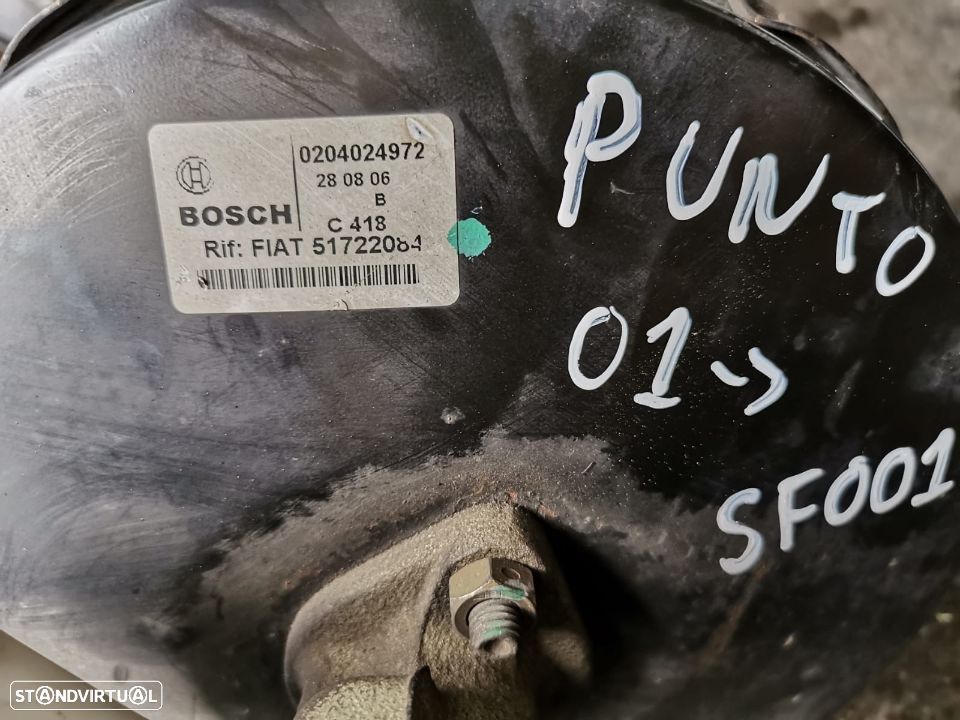 0204024972
28 08 06
B
BOSCH
C 418
Rif: FIAT 51722084
PUNTO
01->
SF001
STANDVIRTUAL